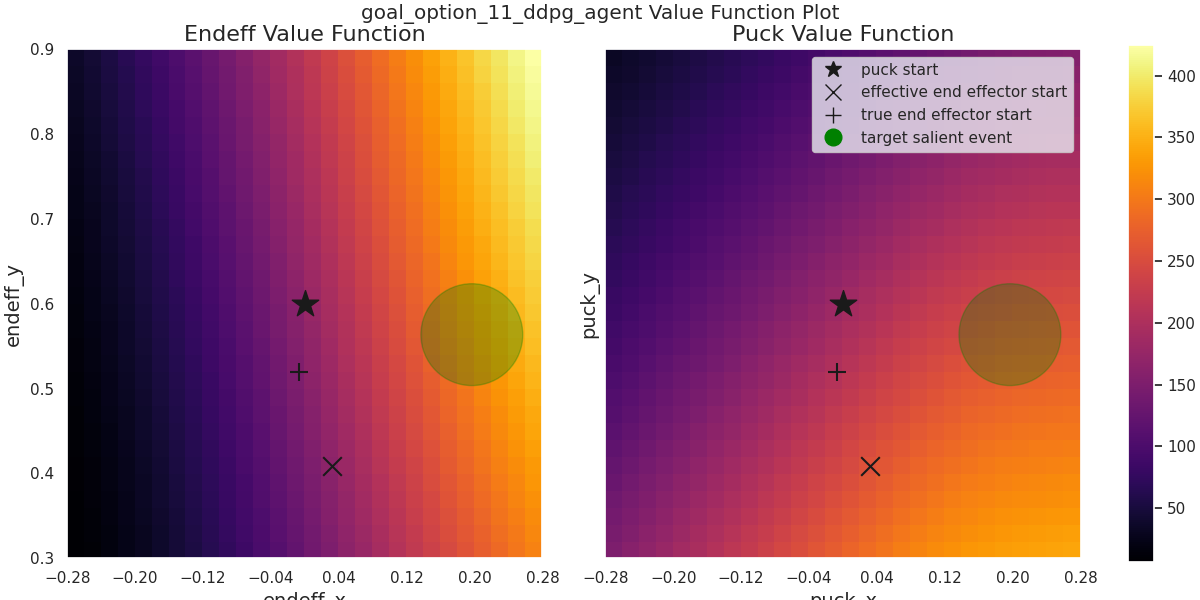 goal_option_11_ddpg_agent Value Function Plot
Endeff Value Function
Puck Value Function
0.9
0.8
0.7
0.6
0.5
0.4
0.3
endeff_y
−0.28 −0.20 −0.12 −0.04 0.04 0.12 0.20 0.28
endeff_x
puck_y
puck start
effective end effector start
true end effector start
target salient event
−0.28 −0.20 −0.12 −0.04 0.04 0.12 0.20 0.28
puck_x
400
350
300
250
200
150
100
50